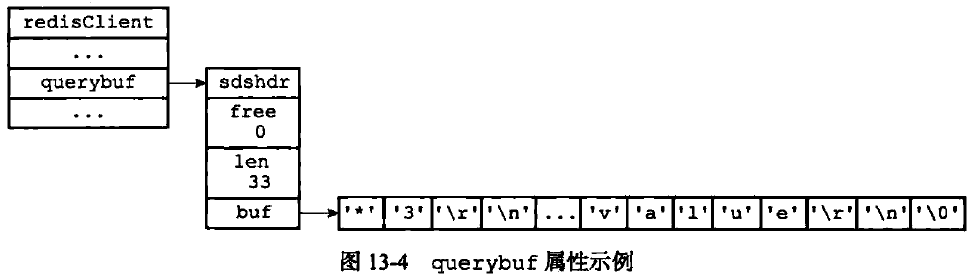 redisClient
...
querybuf
...
sdshdr
free
0
len
33
buf
'*' '3' '\r' '\n' ... 'v' 'a' 'l' 'u' 'e' '\r' '\n' '\0'
图 13-4 querybuf 属性示例